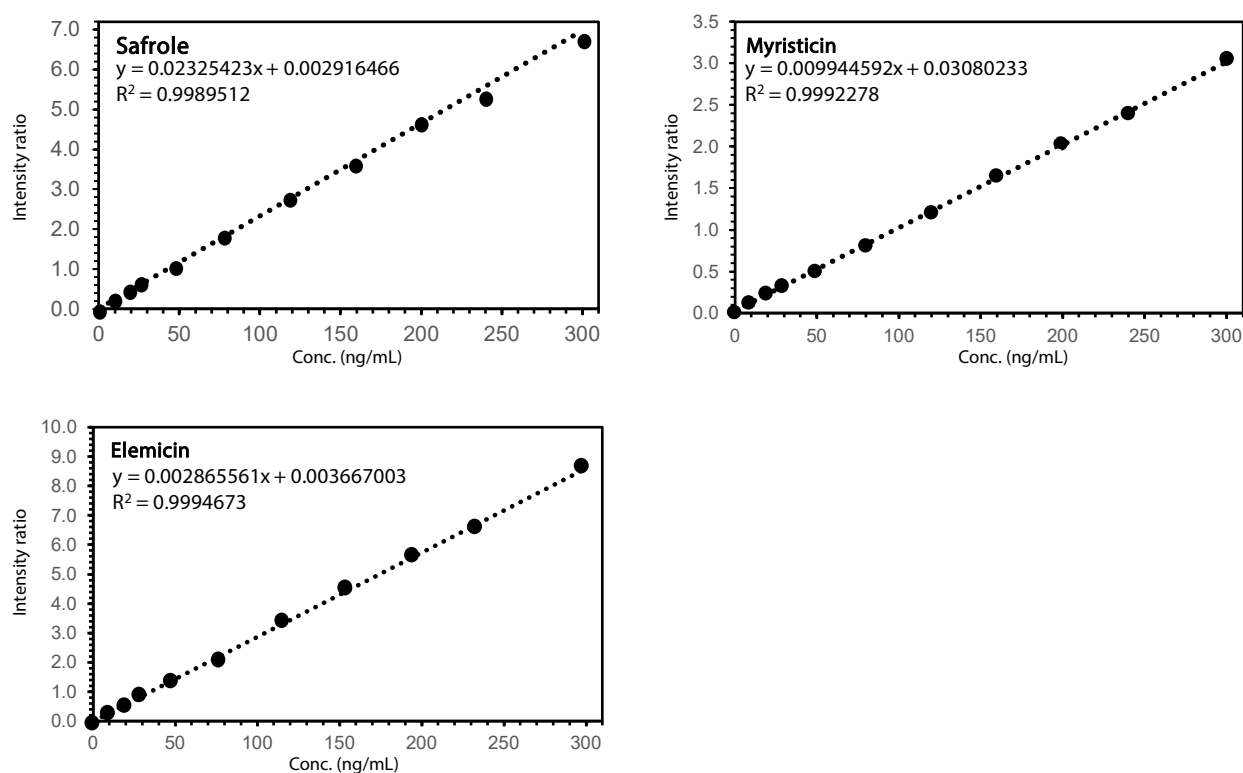 Safrole
y = 0.02325423x + 0.002916466
R² = 0.9989512
Intensity ratio
7.0
6.0
5.0
4.0
3.0
2.0
1.0
0.0
0 50 100 150 200 250 300
Conc. (ng/mL)
Myristicin
y = 0.009944592x + 0.03080233
R² = 0.9992278
Intensity ratio
3.5
3.0
2.5
2.0
1.5
1.0
0.5
0.0
0 50 100 150 200 250 300
Conc. (ng/mL)
Elemicin
y = 0.002865561x + 0.003667003
R² = 0.9994673
Intensity ratio
10.0
9.0
8.0
7.0
6.0
5.0
4.0
3.0
2.0
1.0
0.0
0 50 100 150 200 250 300
Conc. (ng/mL)